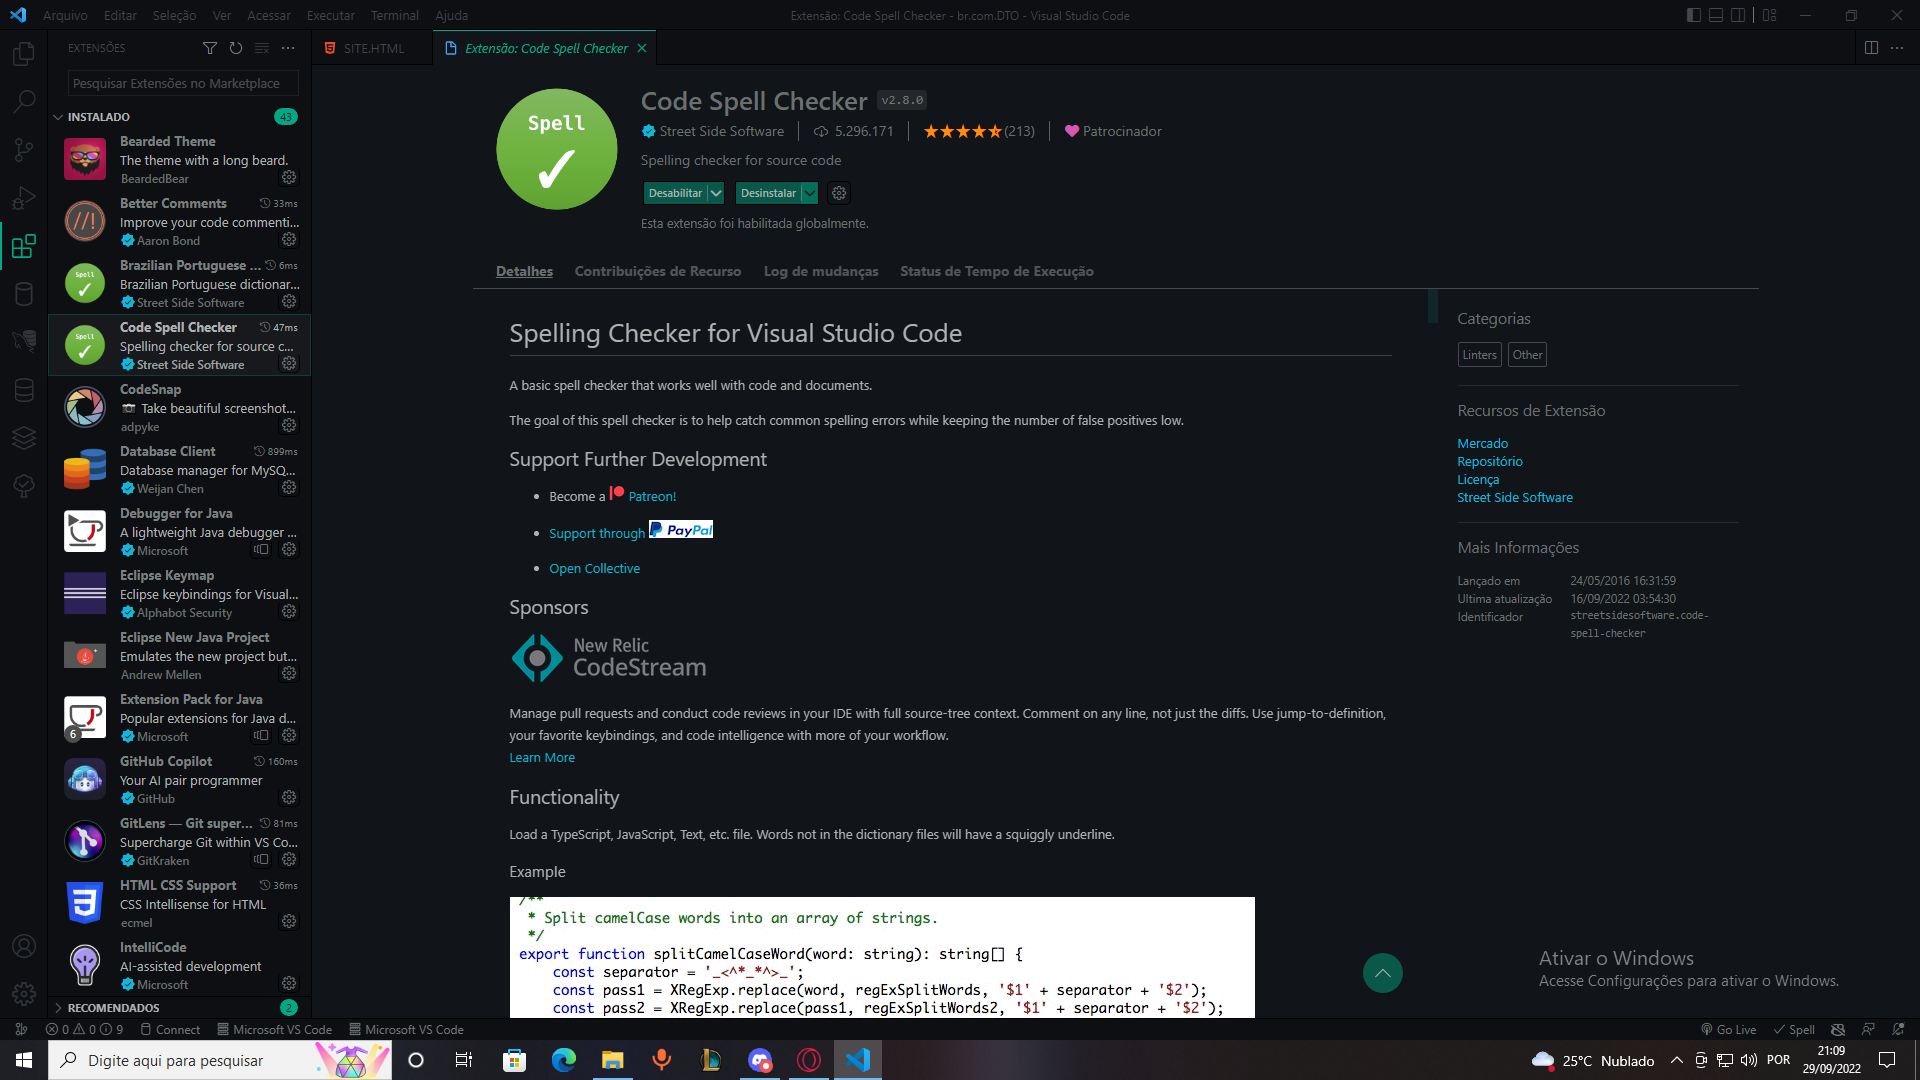 Arquivo Editar Seleção Ver Acessar Executar Terminal Ajuda
Extensão: Code Spell Checker - br.com.DTO - Visual Studio Code
EXTENSÕES
SITE.HTML
Extensão: Code Spell Checker
Pesquisar Extensões no Marketplace
INSTALADO 43
Bearded Theme
The theme with a long beard.
BeardedBear
Better Comments 33ms
Improve your code commenti...
Aaron Bond
Brazilian Portuguese ... 6ms
Brazilian Portuguese dictionar...
Street Side Software
Code Spell Checker 47ms
Spelling checker for source c...
Street Side Software
CodeSnap
Take beautiful screenshot...
adpyke
Database Client 899ms
Database manager for MySQ...
Weijan Chen
Debugger for Java
A lightweight Java debugger ...
Microsoft
Eclipse Keymap
Eclipse keybindings for Visual...
Alphabot Security
Eclipse New Java Project
Emulates the new project but...
Andrew Mellen
Extension Pack for Java
Popular extensions for Java d...
6
Microsoft
GitHub Copilot 160ms
Your AI pair programmer
GitHub
GitLens — Git super... 81ms
Supercharge Git within VS Co...
GitKraken
HTML CSS Support 36ms
CSS Intellisense for HTML
ecmel
IntelliCode
AI-assisted development
Microsoft
RECOMENDADOS 2
Spell
Code Spell Checker v2.8.0
Street Side Software 5.296.171 (213) Patrocinador
Spelling checker for source code
Desabilitar Desinstalar
Esta extensão foi habilitada globalmente.
Detalhes Contribuições de Recurso Log de mudanças Status de Tempo de Execução
Spelling Checker for Visual Studio Code
A basic spell checker that works well with code and documents.
The goal of this spell checker is to help catch common spelling errors while keeping the number of false positives low.
Support Further Development
Become a Patreon!
Support through PayPal
Open Collective
Sponsors
New Relic
CodeStream
Manage pull requests and conduct code reviews in your IDE with full source-tree context. Comment on any line, not just the diffs. Use jump-to-definition,
your favorite keybindings, and code intelligence with more of your workflow.
Learn More
Functionality
Load a TypeScript, JavaScript, Text, etc. file. Words not in the dictionary files will have a squiggly underline.
Example
/**
* Split camelCase words into an array of strings.
*/
export function splitCamelCaseWord(word: string): string[] {
const separator = '_<^*_*^>_';
const pass1 = XRegExp.replace(word, regExSplitWords, '$1' + separator + '$2');
const pass2 = XRegExp.replace(pass1, regExSplitWords2, '$1' + separator + '$2');
Categorias
Linters Other
Recursos de Extensão
Mercado
Repositório
Licença
Street Side Software
Mais Informações
Lançado em 24/05/2016 16:31:59
Ultima atualização 16/09/2022 03:54:30
Identificador streetsidesoftware.code-
spell-checker
Ativar o Windows
Acesse Configurações para ativar o Windows.
0 0 9 Connect Microsoft VS Code Microsoft VS Code
Go Live Spell
Digite aqui para pesquisar
25°C Nublado POR 21:09
29/09/2022